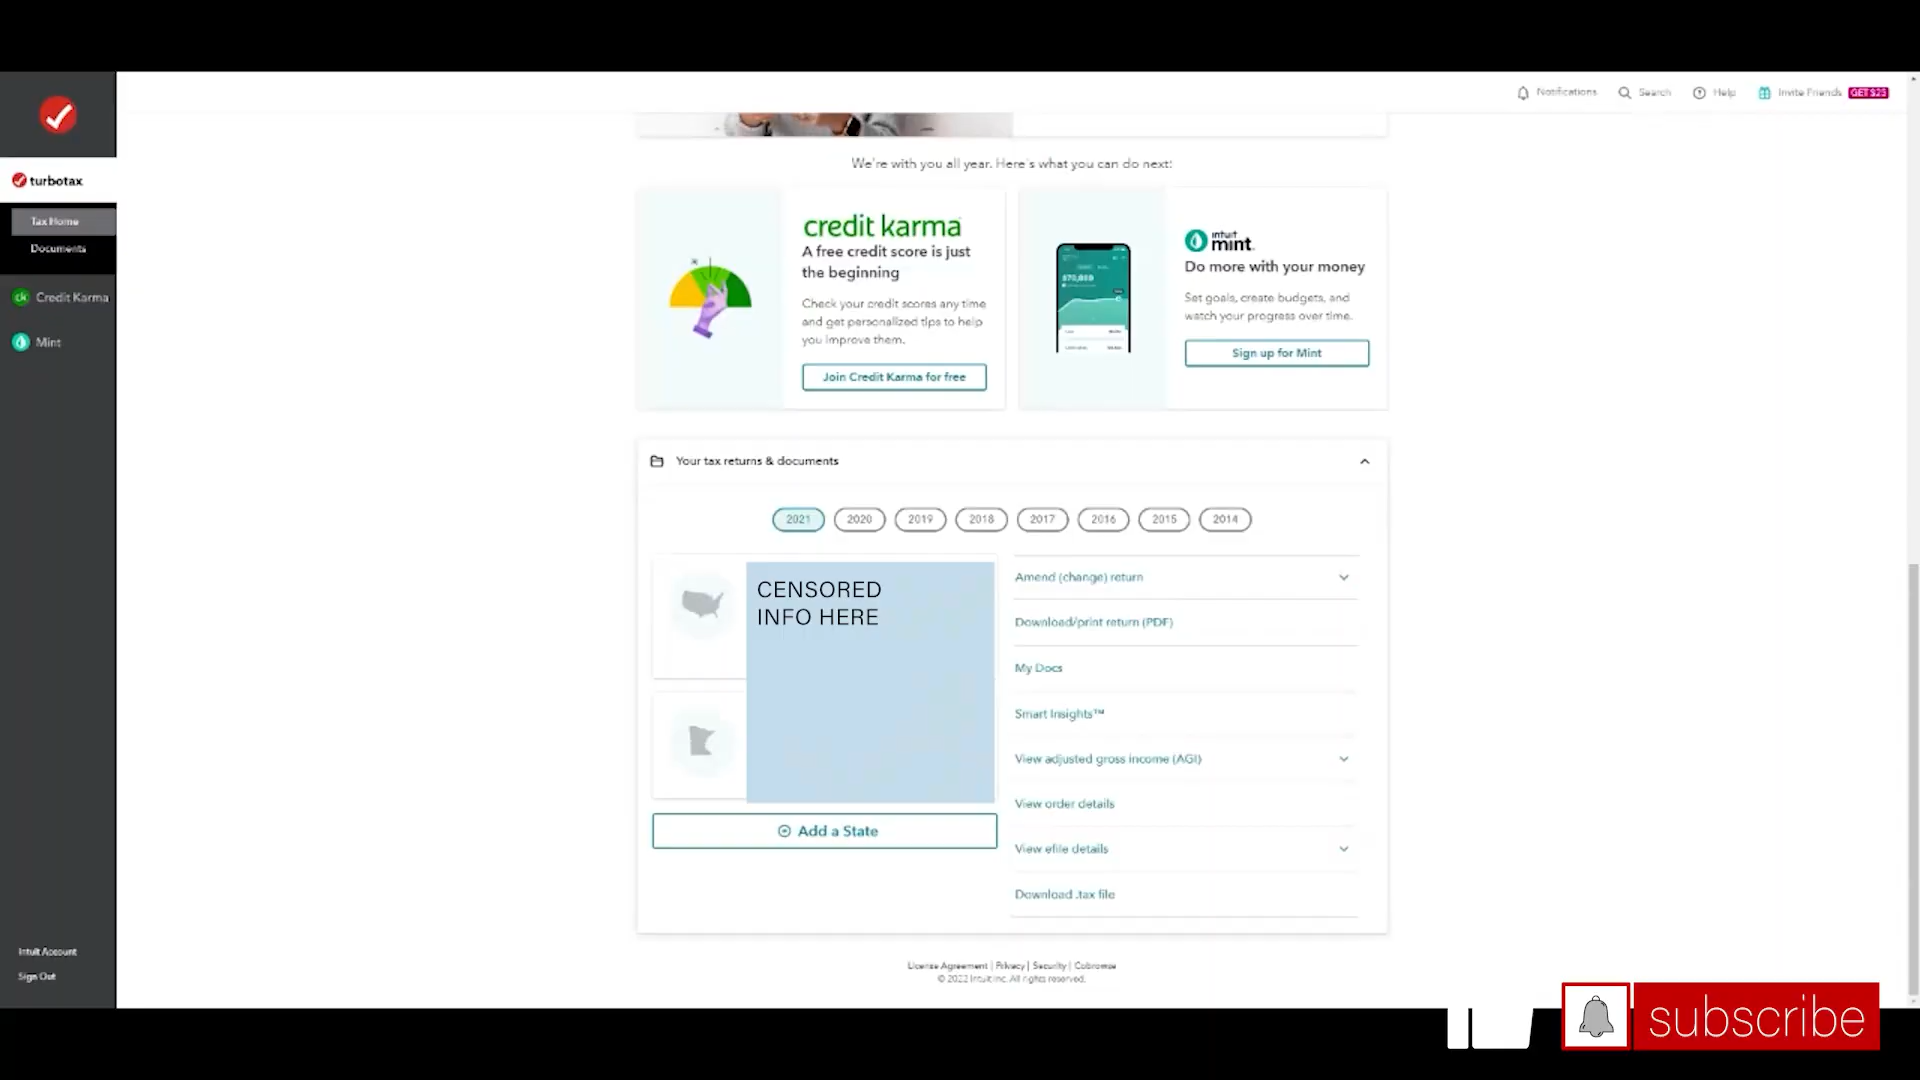 Notifications
Search
Help
Invite Friends
GET $25
turbotax
Tax Home
Documents
ck Credit Karma
Mint
Intuit Account
Sign Out
We're with you all year. Here's what you can do next:
credit karma
A free credit score is just
the beginning
Check your credit scores any time
and get personalized tips to help
you improve them.
Join Credit Karma for free
intuit
mint.
Do more with your money
Set goals, create budgets, and
watch your progress over time.
Sign up for Mint
Your tax returns & documents
2021 2020 2019 2018 2017 2016 2015 2014
CENSORED
INFO HERE
Add a State
Amend (change) return
Download/print return (PDF)
My Docs
Smart Insights™
View adjusted gross income (AGI)
View order details
View efile details
Download .tax file
License Agreement | Privacy | Security | Cobrowse
© 2022 Intuit Inc. All rights reserved.
subscribe